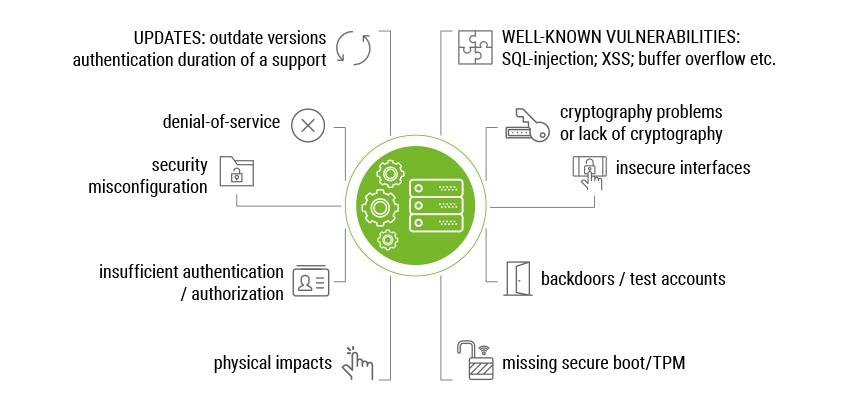 UPDATES: outdate versions
authentication duration of a support
denial-of-service
security
misconfiguration
insufficient authentication
/ authorization
physical impacts
WELL-KNOWN VULNERABILITIES:
SQL-injection; XSS; buffer overflow etc.
cryptography problems
or lack of cryptography
insecure interfaces
backdoors / test accounts
missing secure boot/TPM